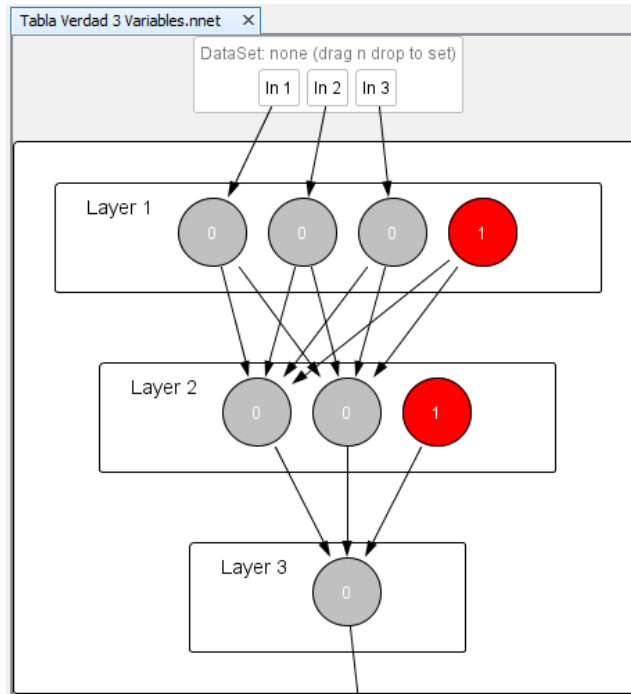 Tabla Verdad 3 Variables.nnet ×
DataSet: none (drag n drop to set)
In 1 In 2 In 3
Layer 1
0 0 0 1
Layer 2
0 0 1
Layer 3
0